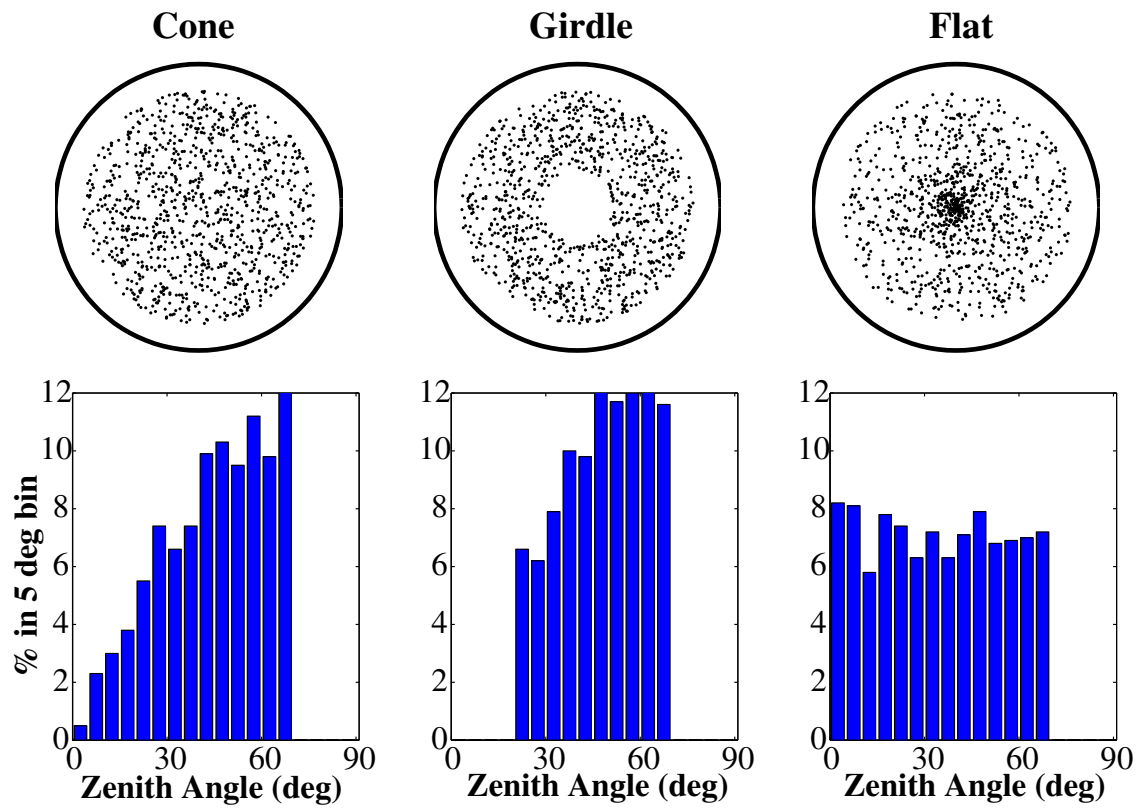 Cone Girdle Flat
12 12 12
10 10 10
8 8 8
6 6 6
4 4 4
2 2 2
0 0 0
% in 5 deg bin
0 30 60 90 0 30 60 90 0 30 60 90
Zenith Angle (deg) Zenith Angle (deg) Zenith Angle (deg)